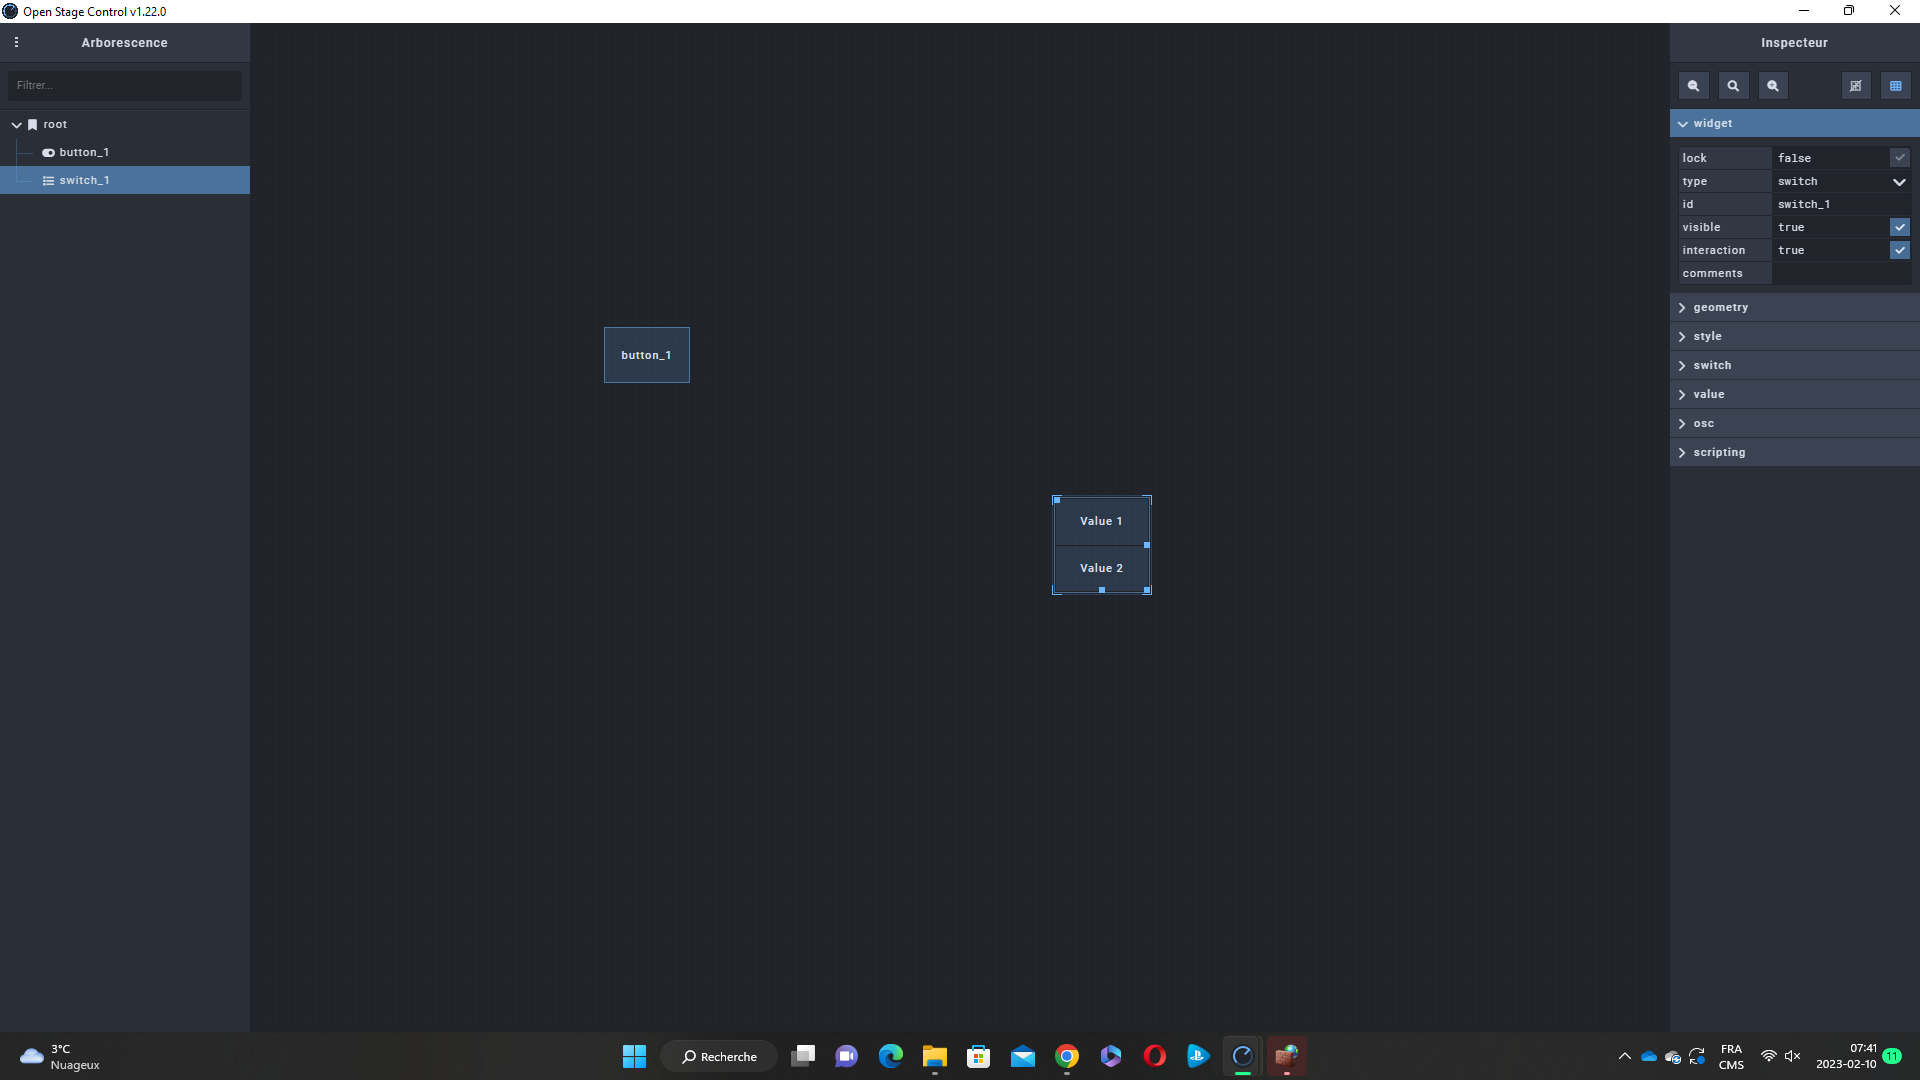 Open Stage Control v1.22.0
Arborescence
Filtrer...
root
button_1
switch_1
button_1
Value 1
Value 2
Inspecteur
widget
lock false
type switch
id switch_1
visible true
interaction true
comments
geometry
style
switch
value
osc
scripting
3°C
Nuageux
Recherche
FRA
CMS
07:41
2023-02-10
11